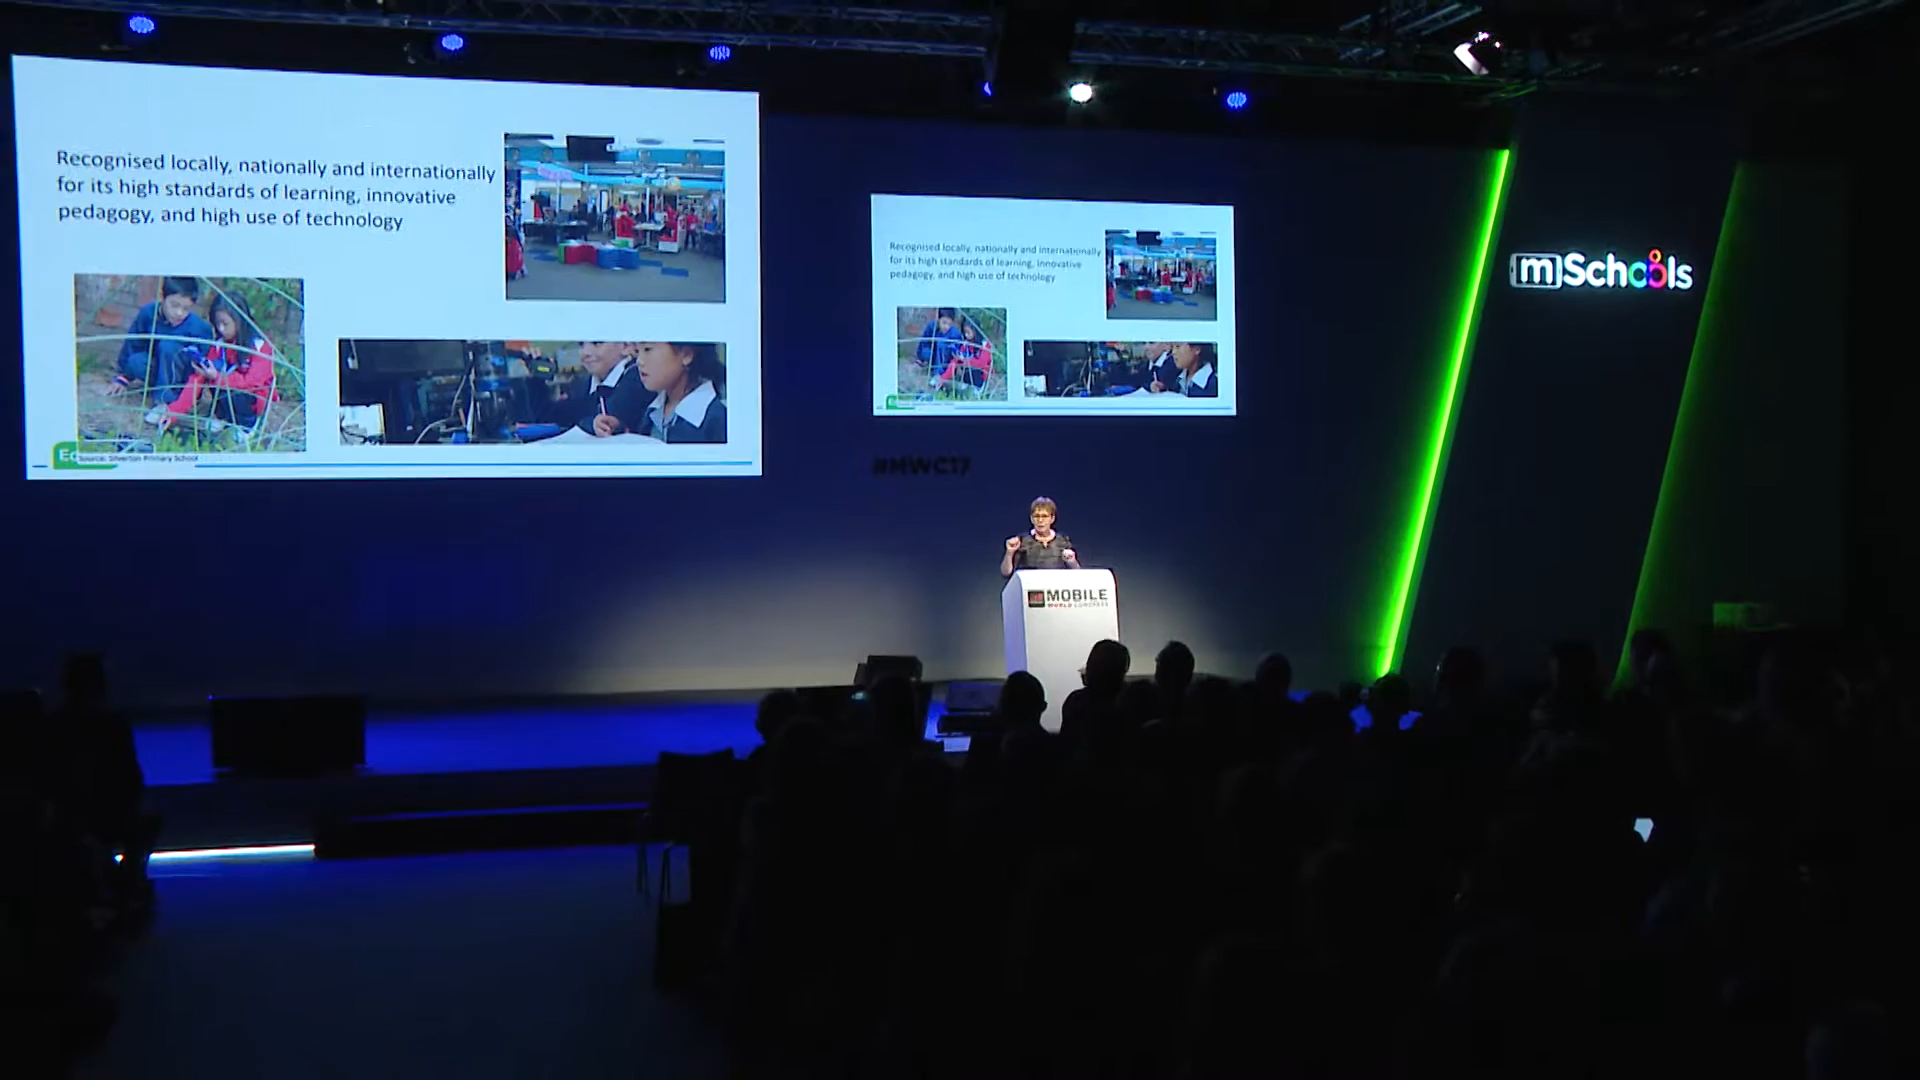 Recognised locally, nationally and internationally
for its high standards of learning, innovative
pedagogy, and high use of technology
Source: Silverton Primary School
Recognised locally, nationally and internationally
for its high standards of learning, innovative
pedagogy, and high use of technology
mSchools
#MWC17
MOBILE
WORLD CONGRESS